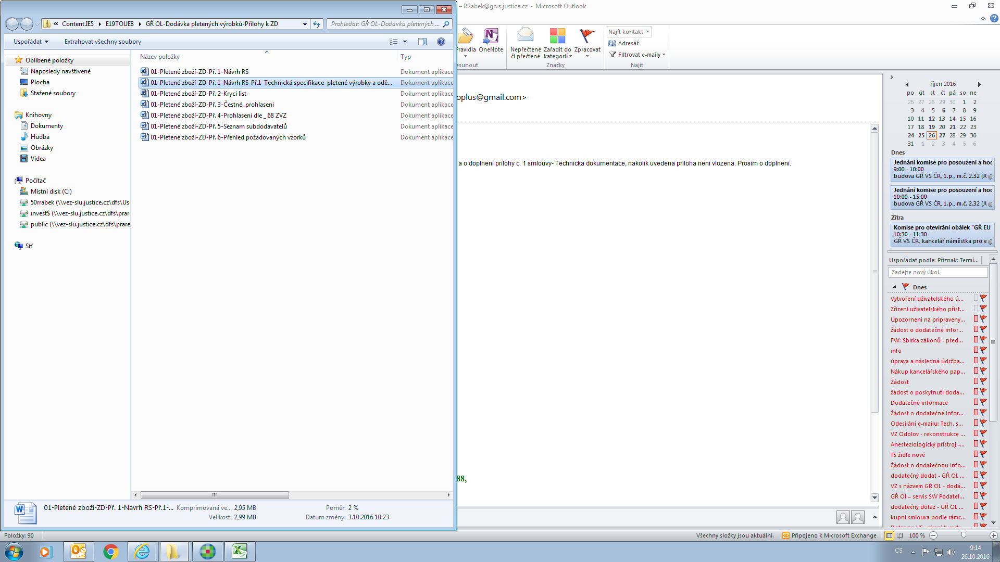 – RRabek@grvs.justice.cz - Microsoft Outlook
« Content.IE5 ▸ E19TOUE8 ▸ GŘ OL-Dodávka pletených výrobků-Přílohy k ZD
Prohledat: GŘ OL-Dodávka pletených ...
Uspořádat
Extrahovat všechny soubory
Oblíbené položky
Naposledy navštívené
Plocha
Stažené soubory
Knihovny
Dokumenty
Hudba
Obrázky
Videa
Počítač
Místní disk (C:)
50rrabek (\\vez-slu.justice.cz\dfs\Us
invest$ (\\vez-slu.justice.cz\dfs\prare
public (\\vez-slu.justice.cz\dfs\prare
Síť
Název položky
Typ
01-Pletené zboží-ZD-Př. 1-Návrh RS
Dokument aplikace
01-Pletené zboží-ZD-Př. 1-Návrh RS-Př.1-Technická specifikace  pletené výrobky a odě...
Dokument aplikace
01-Pletené zboží-ZD-Př. 2-Kryci list
Dokument aplikace
01-Pletené zboží-ZD-Př. 3-Čestné. prohlaseni
Dokument aplikace
01-Pletené zboží-ZD-Př. 4-Prohlaseni dle _ 68 ZVZ
Dokument aplikace
01-Pletené zboží-ZD-Př. 5-Seznam subdodavatelů
Dokument aplikace
01-Pletené zboží-ZD-Př. 6-Přehled požadovaných vzorků
Dokument aplikace
01-Pletené zboží-ZD-Př. 1-Návrh RS-Př.1-...
Komprimovaná ve... 2,95 MB
Poměr: 2 %
Velikost: 2,99 MB
Datum změny: 3.10.2016 10:23
Pravidla
OneNote
Nepřečtené
či přečtené
Zařadit do
kategorií
Zpracovat
esunout
Značky
Najít kontakt
Adresář
Filtrovat e-maily
Najít
oplus@gmail.com>
a o doplneni prilohy c. 1 smlouvy- Technicka dokumentace, nakolik uvedena priloha neni vlozena. Prosim o doplneni.
88,
říjen 2016
po út st čt pá so ne
26 27 28 29 30 1 2
3 4 5 6 7 8 9
10 11 12 13 14 15 16
17 18 19 20 21 22 23
24 25 26 27 28 29 30
31 1 2 3 4 5 6
Dnes
Jednání komise pro posouzení a hoc
9:00 - 10:00
budova GŘ VS ČR, 1.p., m.č. 2.32 (JU
Jednání komise pro posouzení a hoc
10:00 - 15:00
budova GŘ VS ČR, 1.p., m.č. 2.32 (JU
Zítra
Komise pro otevírání obálek "GŘ EU
10:30 - 11:30
GŘ VS ČR, kancelář náměstka pro e
Uspořádat podle: Příznak: Termí...
Zadejte nový úkol.
Dnes
Vytvoření uživatelského ú...
Zřízení uživatelského příst...
Upozorneni na pripraveny...
žádost o dodatečné infor...
FW: Sbírka zákonů - před...
info
úprava a následná údržba...
Nákup kancelářského pap...
Žádost
žádost o poskytnutí doda...
Dodatečné informace
Žádost o dodatečné infor...
Odesílání e-mailu: Tech. s...
VZ Odolov - rekonstrukce ...
Anesteziologický přístroj -...
TS židle nové
Žádost o dodatečnou info...
dodatečný dodat - GŘ OL ...
VZ s názvem GŘ OL - dodá...
GŘ OI – servis SW Podatel...
dodatečný dotaz - GŘ OL ...
kupní smlouva podle rámc...
Položky: 90
Všechny složky jsou aktuální.
Připojeno k Microsoft Exchange
100 %
CS
9:14
26.10.2016